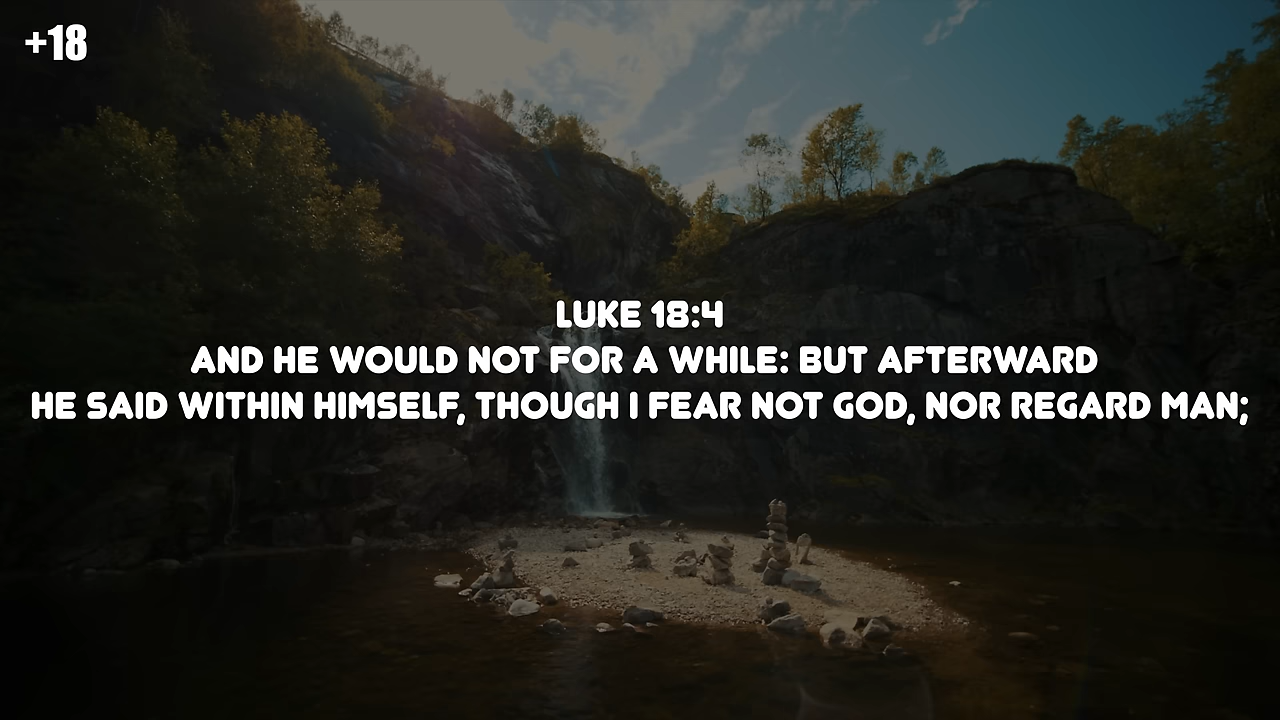 +18
LUKE 18:4
AND HE WOULD NOT FOR A WHILE: BUT AFTERWARD
HE SAID WITHIN HIMSELF, THOUGH I FEAR NOT GOD, NOR REGARD MAN;